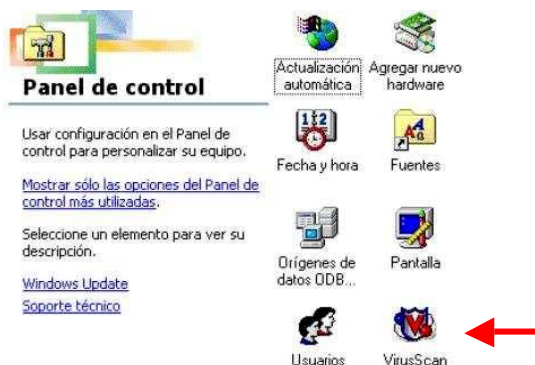 Panel de control
Usar configuración en el Panel de
control para personalizar su equipo.
Mostrar sólo las opciones del Panel de
control más utilizadas.
Seleccione un elemento para ver su
descripción.
Windows Update
Soporte técnico
Actualización
automática
Agregar nuevo
hardware
Fecha y hora
Fuentes
Orígenes de
datos ODB...
Pantalla
Usuarios
VirusScan